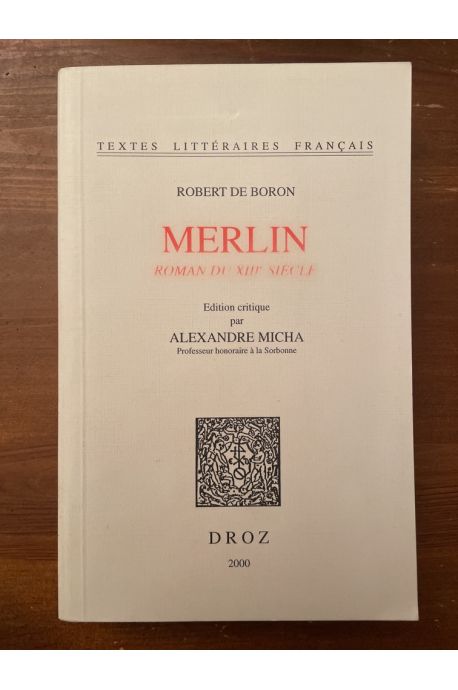 TEXTES LITTÉRAIRES FRANÇAIS
ROBERT DE BORON
MERLIN
ROMAN DU XIIIe SIÈCLE
Edition critique
par
ALEXANDRE MICHA
Professeur honoraire à la Sorbonne
DROZ
2000